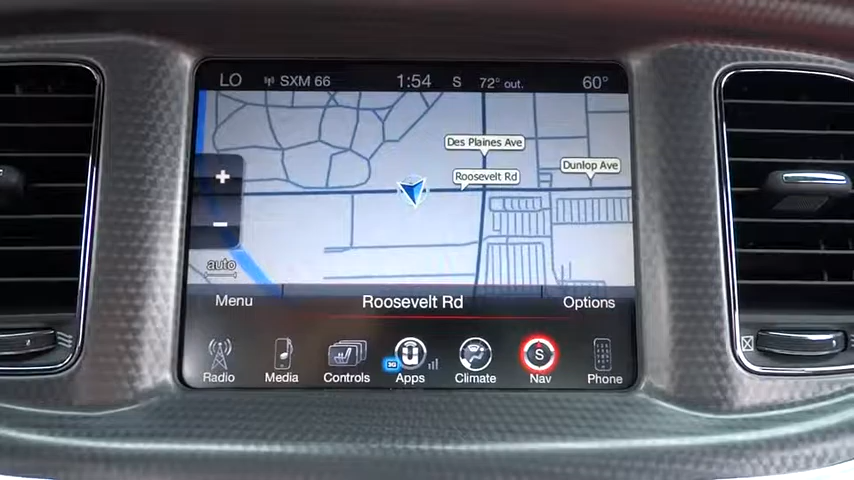 LO SXM 66 1:54 S 72° out. 60°
Des Plaines Ave
Dunlop Ave
Roosevelt Rd
+
−
auto
Menu Roosevelt Rd Options
U 3G S
Radio Media Controls Apps Climate Nav Phone